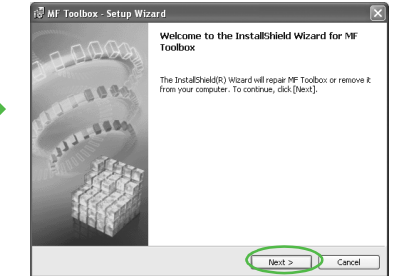 MF Toolbox - Setup Wizard
Welcome to the InstallShield Wizard for MF
Toolbox
The InstallShield(R) Wizard will repair MF Toolbox or remove it
from your computer. To continue, click [Next].
Next >
Cancel